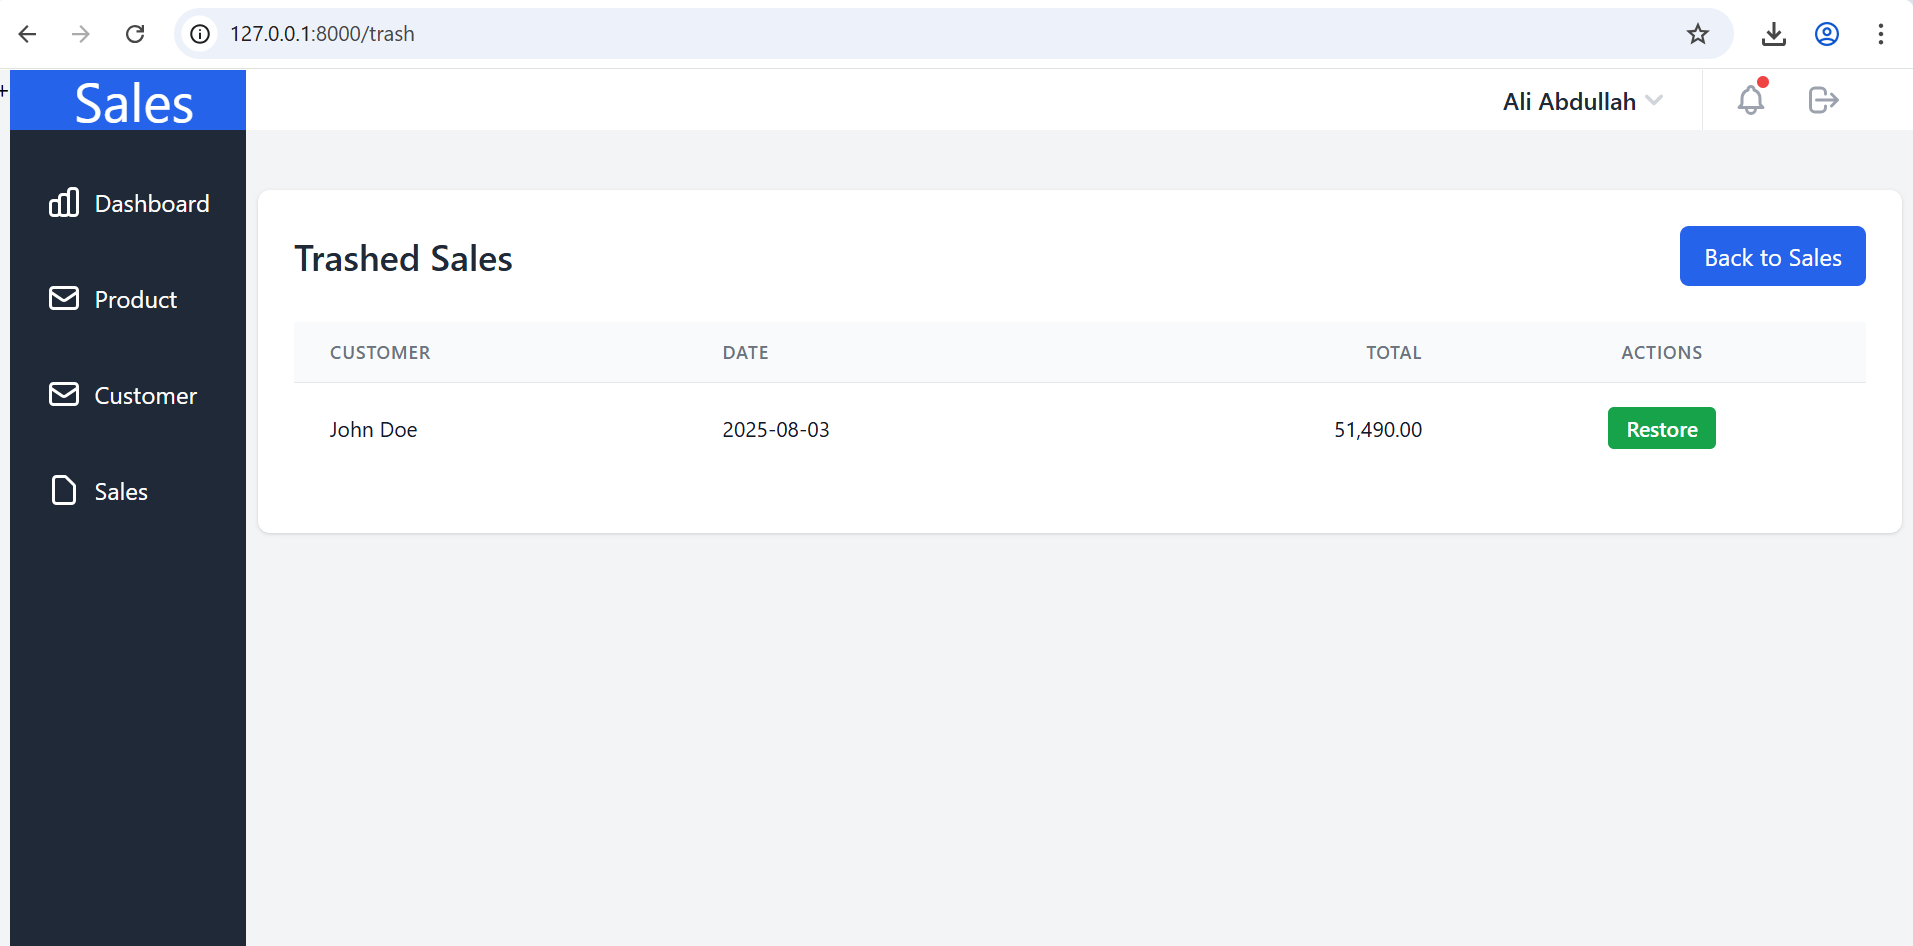 127.0.0.1:8000/trash
+
Sales
Ali Abdullah
Dashboard
Product
Customer
Sales
Trashed Sales
Back to Sales
CUSTOMER DATE TOTAL ACTIONS
John Doe 2025-08-03 51,490.00 Restore